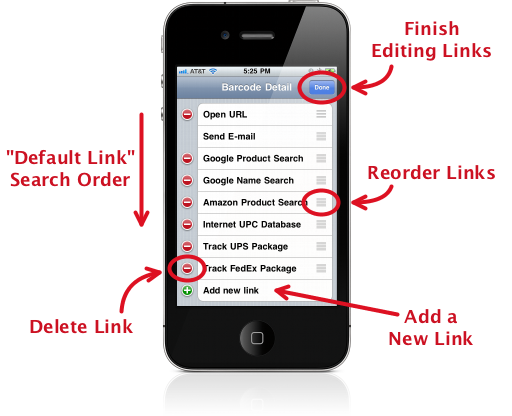 Finish
Editing Links
AT&T
5:25 PM
Barcode Detail
Done
Open URL
Send E-mail
Google Product Search
Google Name Search
Amazon Product Search
Internet UPC Database
Track UPS Package
Track FedEx Package
Add new link
"Default Link"
Search Order
Reorder Links
Delete Link
Add a
New Link